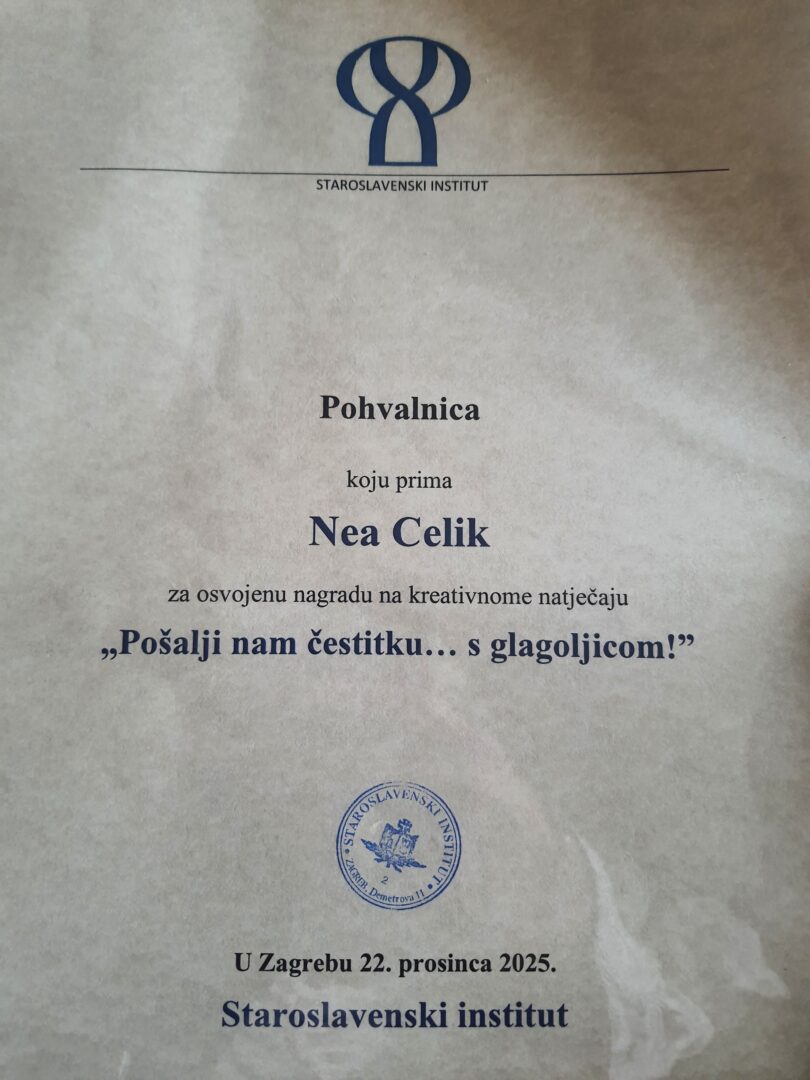 STAROSLAVENSKI INSTITUT
Pohvalnica
koju prima
Nea Celik
za osvojenu nagradu na kreativnome natječaju
„Pošalji nam čestitku… s glagoljicom!”
• STAROSLAVENSKI INSTITUT •
2
ZAGREB, Demetrova 11
U Zagrebu 22. prosinca 2025.
Staroslavenski institut